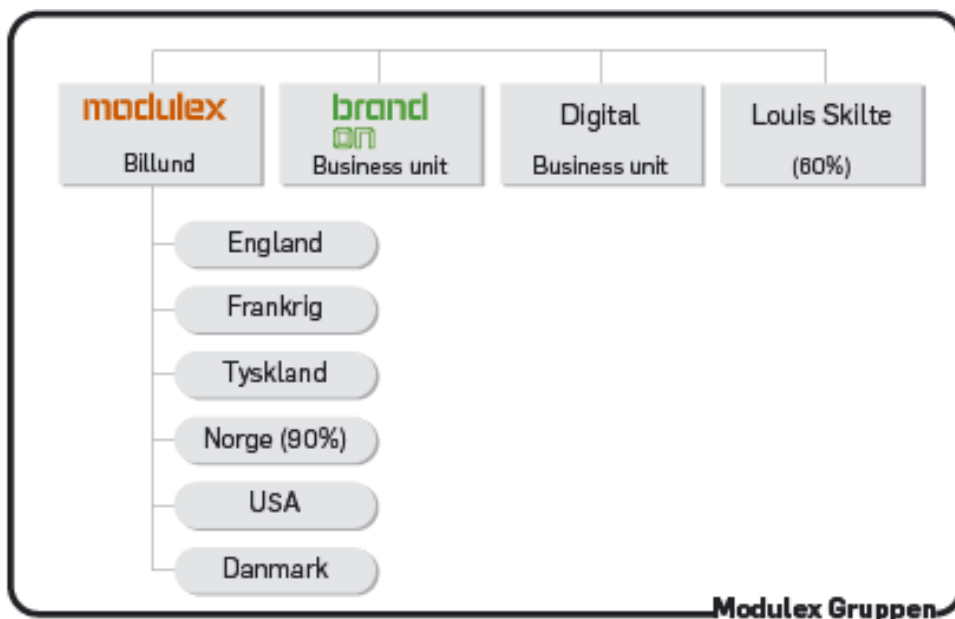 modulex
Billund
brand
on
Business unit
Digital
Business unit
Louis Skilte
(60%)
England
Frankrig
Tyskland
Norge (90%)
USA
Danmark
Modulex Gruppen